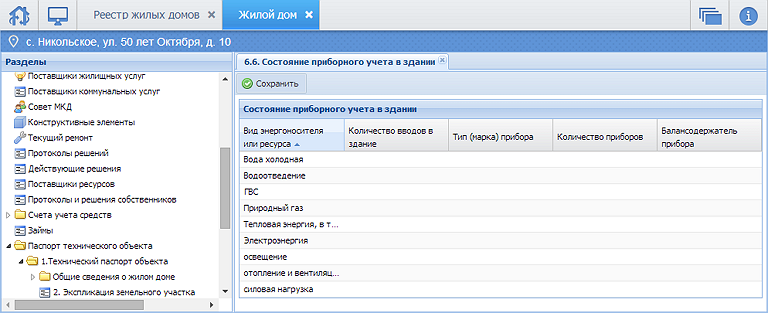 Реестр жилых домов
Жилой дом
с. Никольское, ул. 50 лет Октября, д. 10
Разделы
Поставщики жилищных услуг
Поставщики коммунальных услуг
Совет МКД
Конструктивные элементы
Текущий ремонт
Протоколы решений
Действующие решения
Поставщики ресурсов
Протоколы и решения собственников
Счета учета средств
Займы
Паспорт технического объекта
1.Технический паспорт объекта
Общие сведения о жилом доме
2. Экспликация земельного участка
6.6. Состояние приборного учета в здании
Сохранить
Состояние приборного учета в здании
Вид энергоносителя или ресурса
Количество вводов в здание
Тип (марка) прибора
Количество приборов
Балансодержатель прибора
Вода холодная
Водоотведение
ГВС
Природный газ
Тепловая энергия, в т...
Электроэнергия
освещение
отопление и вентиляц...
силовая нагрузка